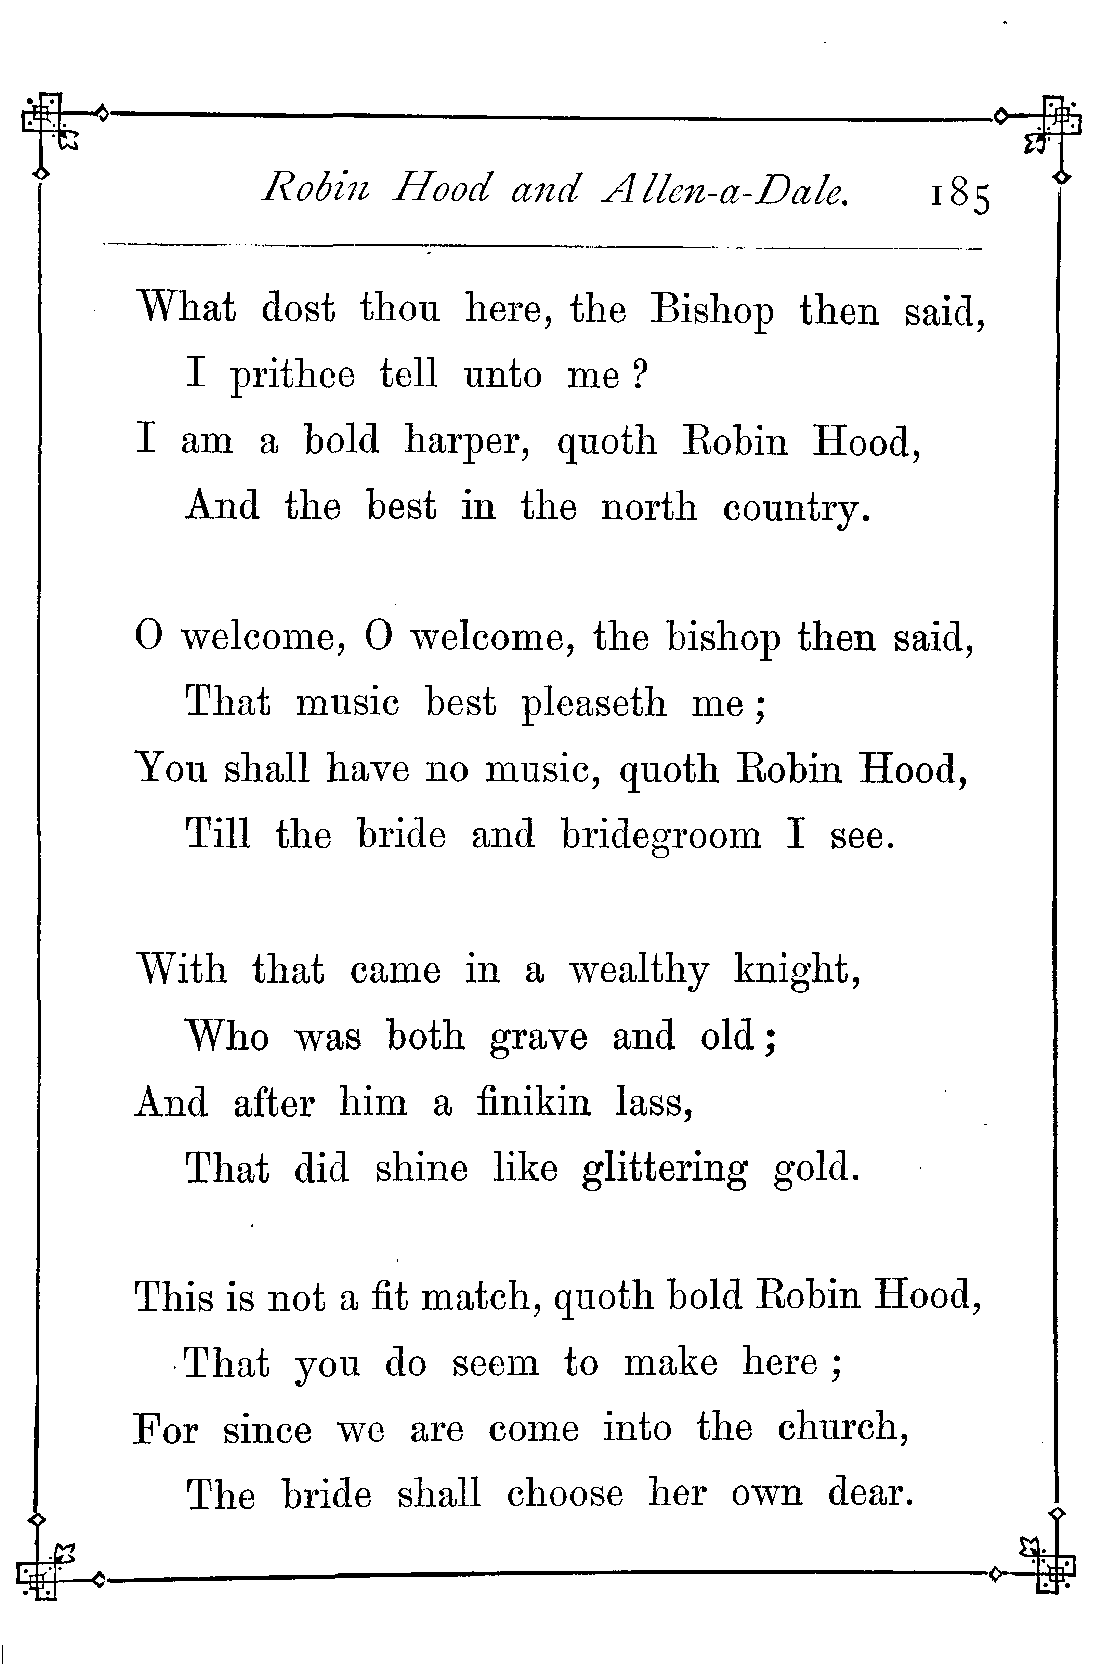 Robin Hood and Allen-a-Dale. 185
What dost thou here, the Bishop then said,
I prithee tell unto me ?
I am a bold harper, quoth Robin Hood,
And the best in the north country.
O welcome, O welcome, the bishop then said,
That music best pleaseth me ;
You shall have no music, quoth Robin Hood,
Till the bride and bridegroom I see.
With that came in a wealthy knight,
Who was both grave and old ;
And after him a finikin lass,
That did shine like glittering gold.
This is not a fit match, quoth bold Robin Hood,
That you do seem to make here ;
For since we are come into the church,
The bride shall choose her own dear.